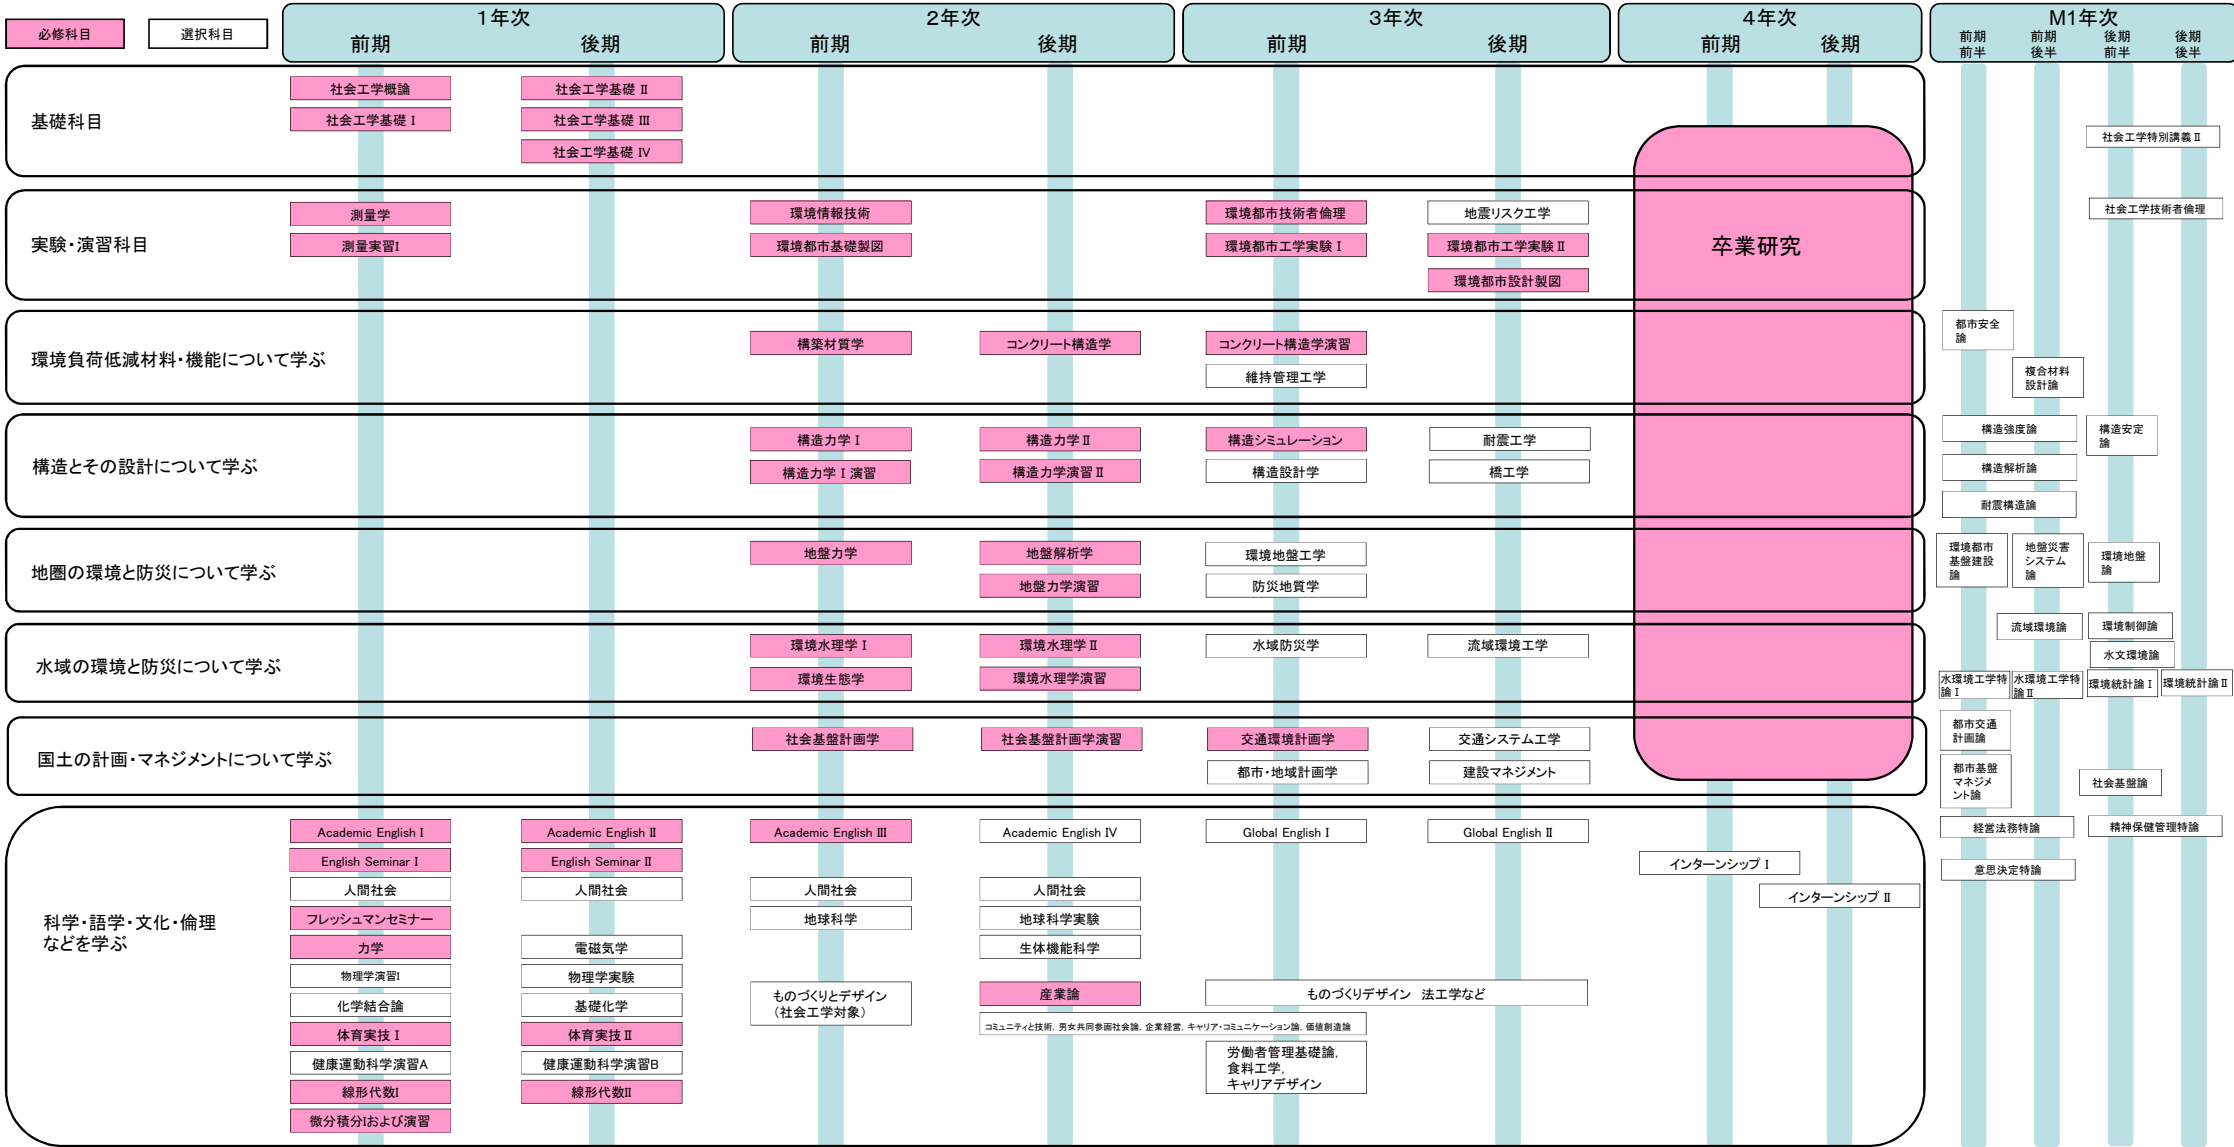 必修科目
選択科目
1年次
前期
後期
2年次
前期
後期
3年次
前期
後期
4年次
前期
後期
M1年次
前期
前半
前期
後半
後期
前半
後期
後半
基礎科目
社会工学概論
社会工学基礎 Ⅱ
社会工学基礎 Ⅰ
社会工学基礎 Ⅲ
社会工学基礎 Ⅳ
社会工学特別講義Ⅱ
実験・演習科目
測量学
環境情報技術
環境都市技術者倫理
地震リスク工学
社会工学技術者倫理
測量実習Ⅰ
環境都市基礎製図
環境都市工学実験Ⅰ
環境都市工学実験Ⅱ
環境都市設計製図
卒業研究
環境負荷低減材料・機能について学ぶ
構築材質学
コンクリート構造学
コンクリート構造学演習
維持管理工学
都市安全
論
複合材料
設計論
構造とその設計について学ぶ
構造力学Ⅰ
構造力学Ⅱ
構造シミュレーション
耐震工学
構造力学Ⅰ演習
構造力学演習Ⅱ
構造設計学
橋工学
構造強度論
構造安定
論
構造解析論
耐震構造論
地圏の環境と防災について学ぶ
地盤力学
地盤解析学
環境地盤工学
地盤力学演習
防災地質学
環境都市
基盤建設
論
地盤災害
システム
論
環境地盤
論
水域の環境と防災について学ぶ
環境水理学Ⅰ
環境水理学Ⅱ
水域防災学
流域環境工学
環境生態学
環境水理学演習
流域環境論
環境制御論
水文環境論
水環境工学特
論Ⅰ
水環境工学特
論Ⅱ
環境統計論Ⅰ
環境統計論Ⅱ
国土の計画・マネジメントについて学ぶ
社会基盤計画学
社会基盤計画学演習
交通環境計画学
交通システム工学
都市・地域計画学
建設マネジメント
都市交通
計画論
都市基盤
マネジメ
ント論
社会基盤論
科学・語学・文化・倫理
などを学ぶ
Academic English Ⅰ
Academic English Ⅱ
Academic English Ⅲ
Academic English Ⅳ
Global English Ⅰ
Global English Ⅱ
経営法務特論
精神保健管理特論
English Seminar Ⅰ
English Seminar Ⅱ
インターンシップ Ⅰ
意思決定特論
人間社会
人間社会
人間社会
人間社会
インターンシップ Ⅱ
フレッシュマンセミナー
地球科学
地球科学実験
力学
電磁気学
生体機能科学
物理学演習Ⅰ
物理学実験
化学結合論
基礎化学
ものづくりとデザイン
（社会工学対象）
産業論
ものづくりデザイン 法工学など
体育実技Ⅰ
体育実技Ⅱ
コミュニティと技術, 男女共同参画社会論, 企業経営, キャリア・コミュニケーション論, 価値創造論
健康運動科学演習A
健康運動科学演習B
労働者管理基礎論,
食料工学,
キャリアデザイン
線形代数Ⅰ
線形代数Ⅱ
微分積分Ⅰおよび演習